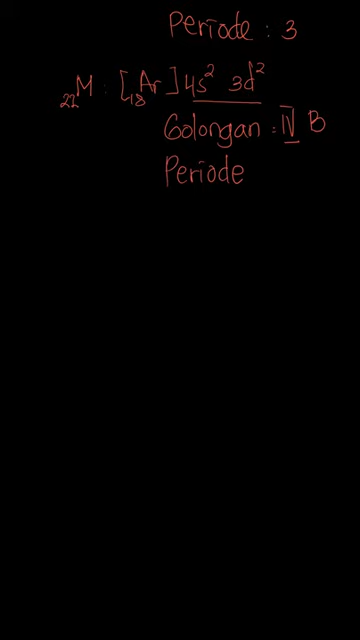 Periode : 3
₂₂M : [₁₈Ar] 4s² 3d²
Golongan : IV B
Periode